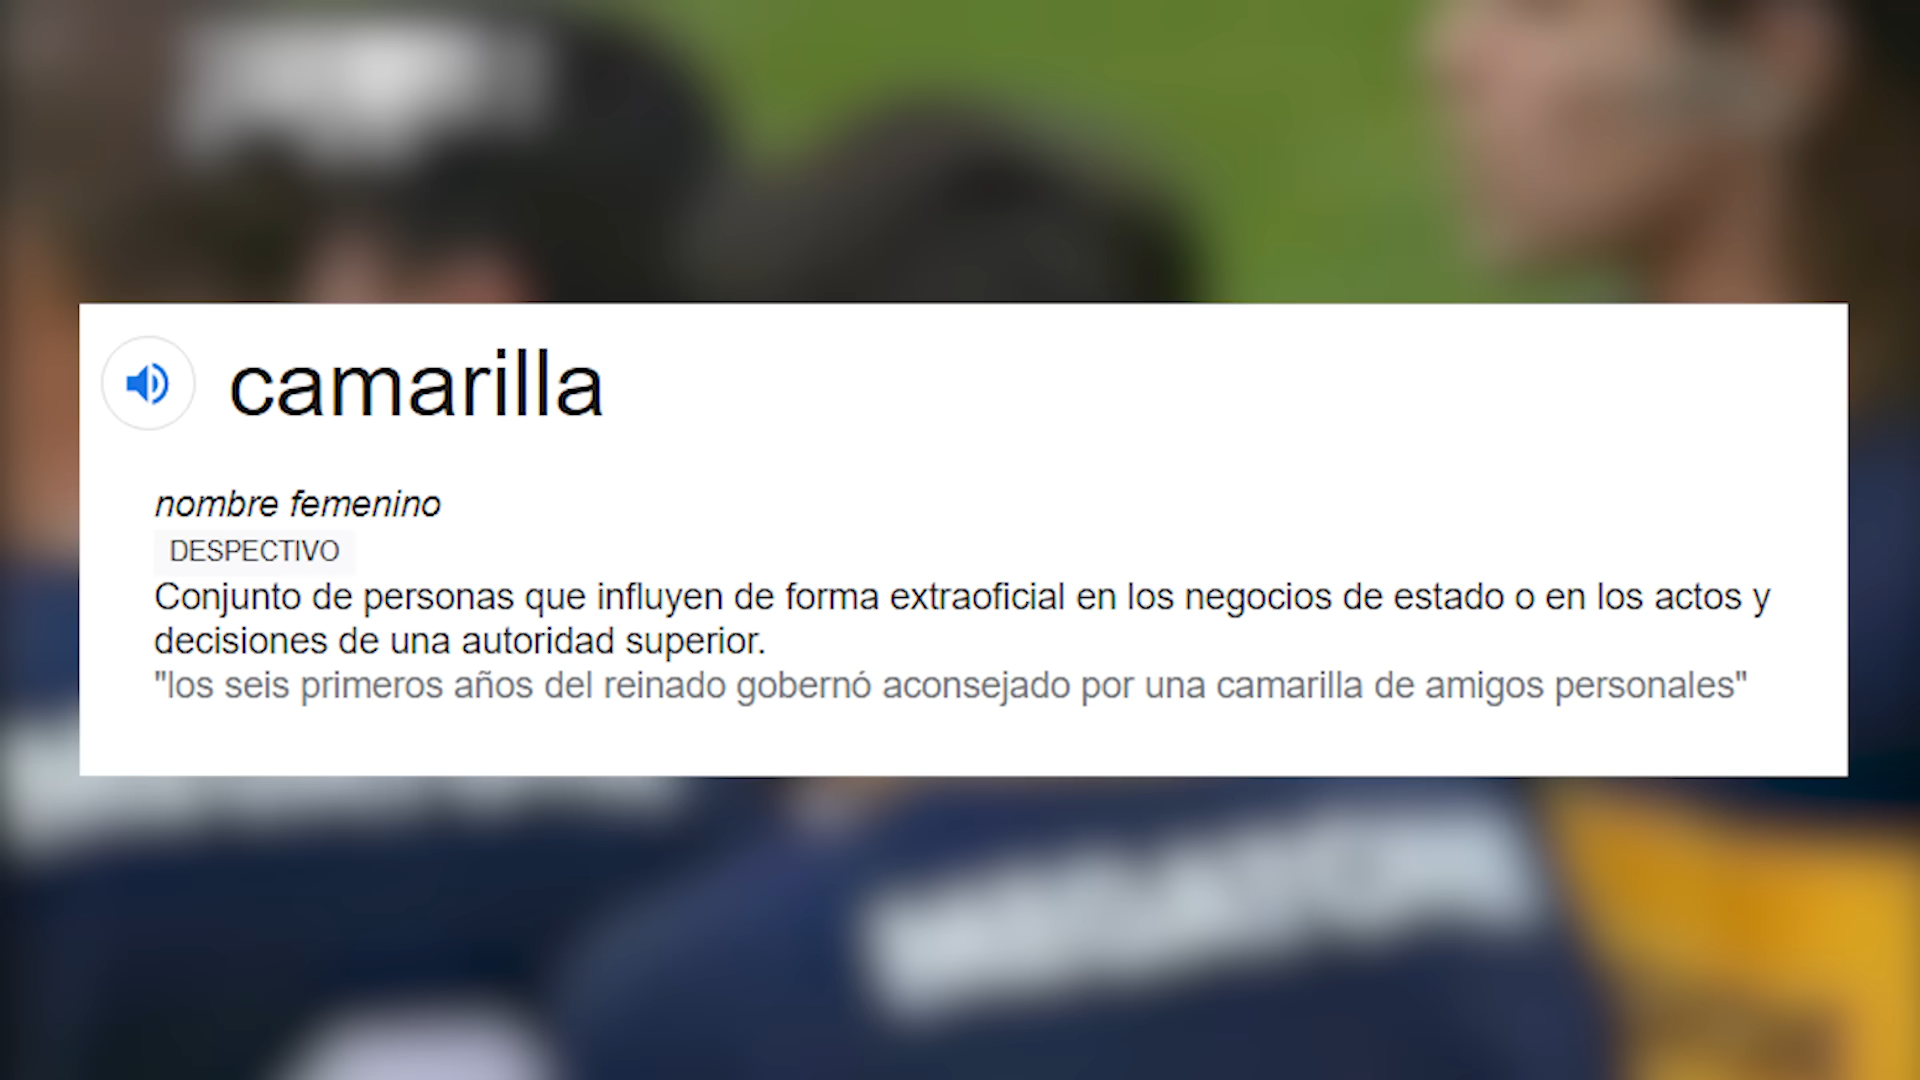 camarilla
nombre femenino
DESPECTIVO
Conjunto de personas que influyen de forma extraoficial en los negocios de estado o en los actos y
decisiones de una autoridad superior.
"los seis primeros años del reinado gobernó aconsejado por una camarilla de amigos personales"